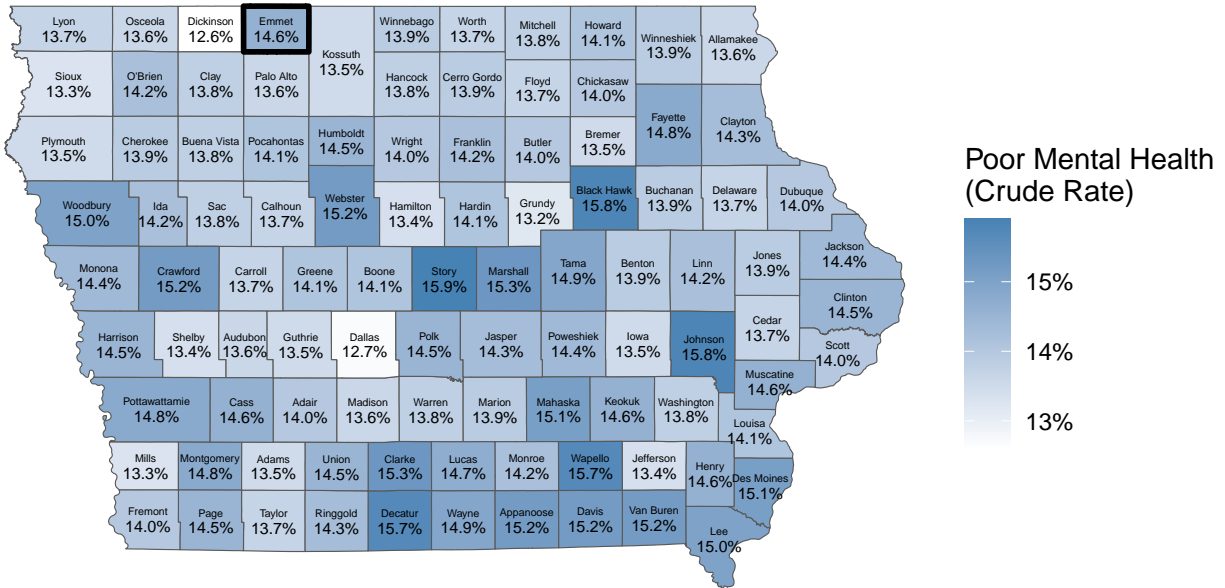 Lyon
13.7%
Osceola
13.6%
Dickinson
12.6%
Emmet
14.6%
Kossuth
13.5%
Winnebago
13.9%
Worth
13.7%
Mitchell
13.8%
Howard
14.1%
Winneshiek
13.9%
Allamakee
13.6%
Sioux
13.3%
O'Brien
14.2%
Clay
13.8%
Palo Alto
13.6%
Hancock
13.8%
Cerro Gordo
13.9%
Floyd
13.7%
Chickasaw
14.0%
Fayette
14.8%
Clayton
14.3%
Plymouth
13.5%
Cherokee
13.9%
Buena Vista
13.8%
Pocahontas
14.1%
Humboldt
14.5%
Wright
14.0%
Franklin
14.2%
Butler
14.0%
Bremer
13.5%
Woodbury
15.0%
Ida
14.2%
Sac
13.8%
Calhoun
13.7%
Webster
15.2%
Hamilton
13.4%
Hardin
14.1%
Grundy
13.2%
Black Hawk
15.8%
Buchanan
13.9%
Delaware
13.7%
Dubuque
14.0%
Monona
14.4%
Crawford
15.2%
Carroll
13.7%
Greene
14.1%
Boone
14.1%
Story
15.9%
Marshall
15.3%
Tama
14.9%
Benton
13.9%
Linn
14.2%
Jones
13.9%
Jackson
14.4%
Clinton
14.5%
Harrison
14.5%
Shelby
13.4%
Audubon
13.6%
Guthrie
13.5%
Dallas
12.7%
Polk
14.5%
Jasper
14.3%
Poweshiek
14.4%
Iowa
13.5%
Johnson
15.8%
Cedar
13.7%
Scott
14.0%
Muscatine
14.6%
Pottawattamie
14.8%
Cass
14.6%
Adair
14.0%
Madison
13.6%
Warren
13.8%
Marion
13.9%
Mahaska
15.1%
Keokuk
14.6%
Washington
13.8%
Louisa
14.1%
Mills
13.3%
Montgomery
14.8%
Adams
13.5%
Union
14.5%
Clarke
15.3%
Lucas
14.7%
Monroe
14.2%
Wapello
15.7%
Jefferson
13.4%
Henry
14.6%
Des Moines
15.1%
Fremont
14.0%
Page
14.5%
Taylor
13.7%
Ringgold
14.3%
Decatur
15.7%
Wayne
14.9%
Appanoose
15.2%
Davis
15.2%
Van Buren
15.2%
Lee
15.0%
Poor Mental Health
(Crude Rate)
15%
14%
13%